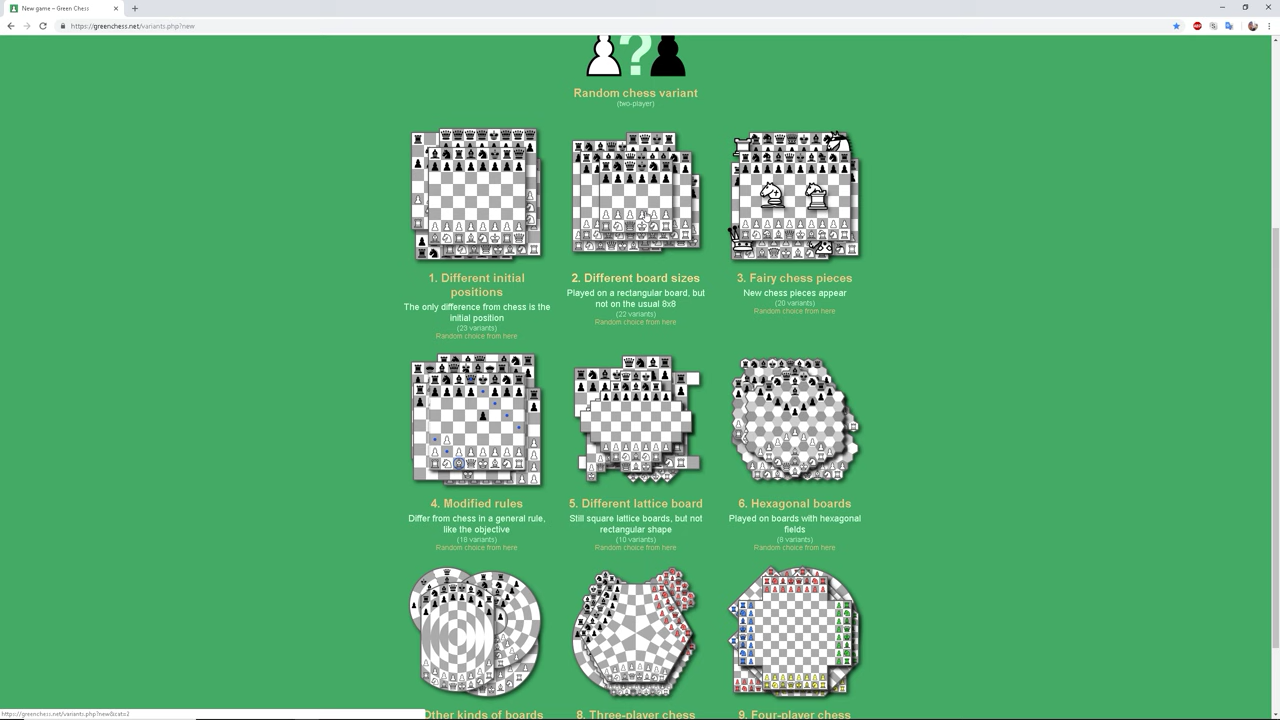 New game – Green Chess
https://greenchess.net/variants.php?new
Random chess variant
(two-player)
1. Different initial
positions
The only difference from chess is the
initial position
(23 variants)
Random choice from here
2. Different board sizes
Played on a rectangular board, but
not on the usual 8x8
(22 variants)
Random choice from here
3. Fairy chess pieces
New chess pieces appear
(20 variants)
Random choice from here
4. Modified rules
Differ from chess in a general rule,
like the objective
(18 variants)
Random choice from here
5. Different lattice board
Still square lattice boards, but not
rectangular shape
(10 variants)
Random choice from here
6. Hexagonal boards
Played on boards with hexagonal
fields
(8 variants)
Random choice from here
Other kinds of boards
8. Three-player chess
9. Four-player chess
https://greenchess.net/variants.php?new&cat=2